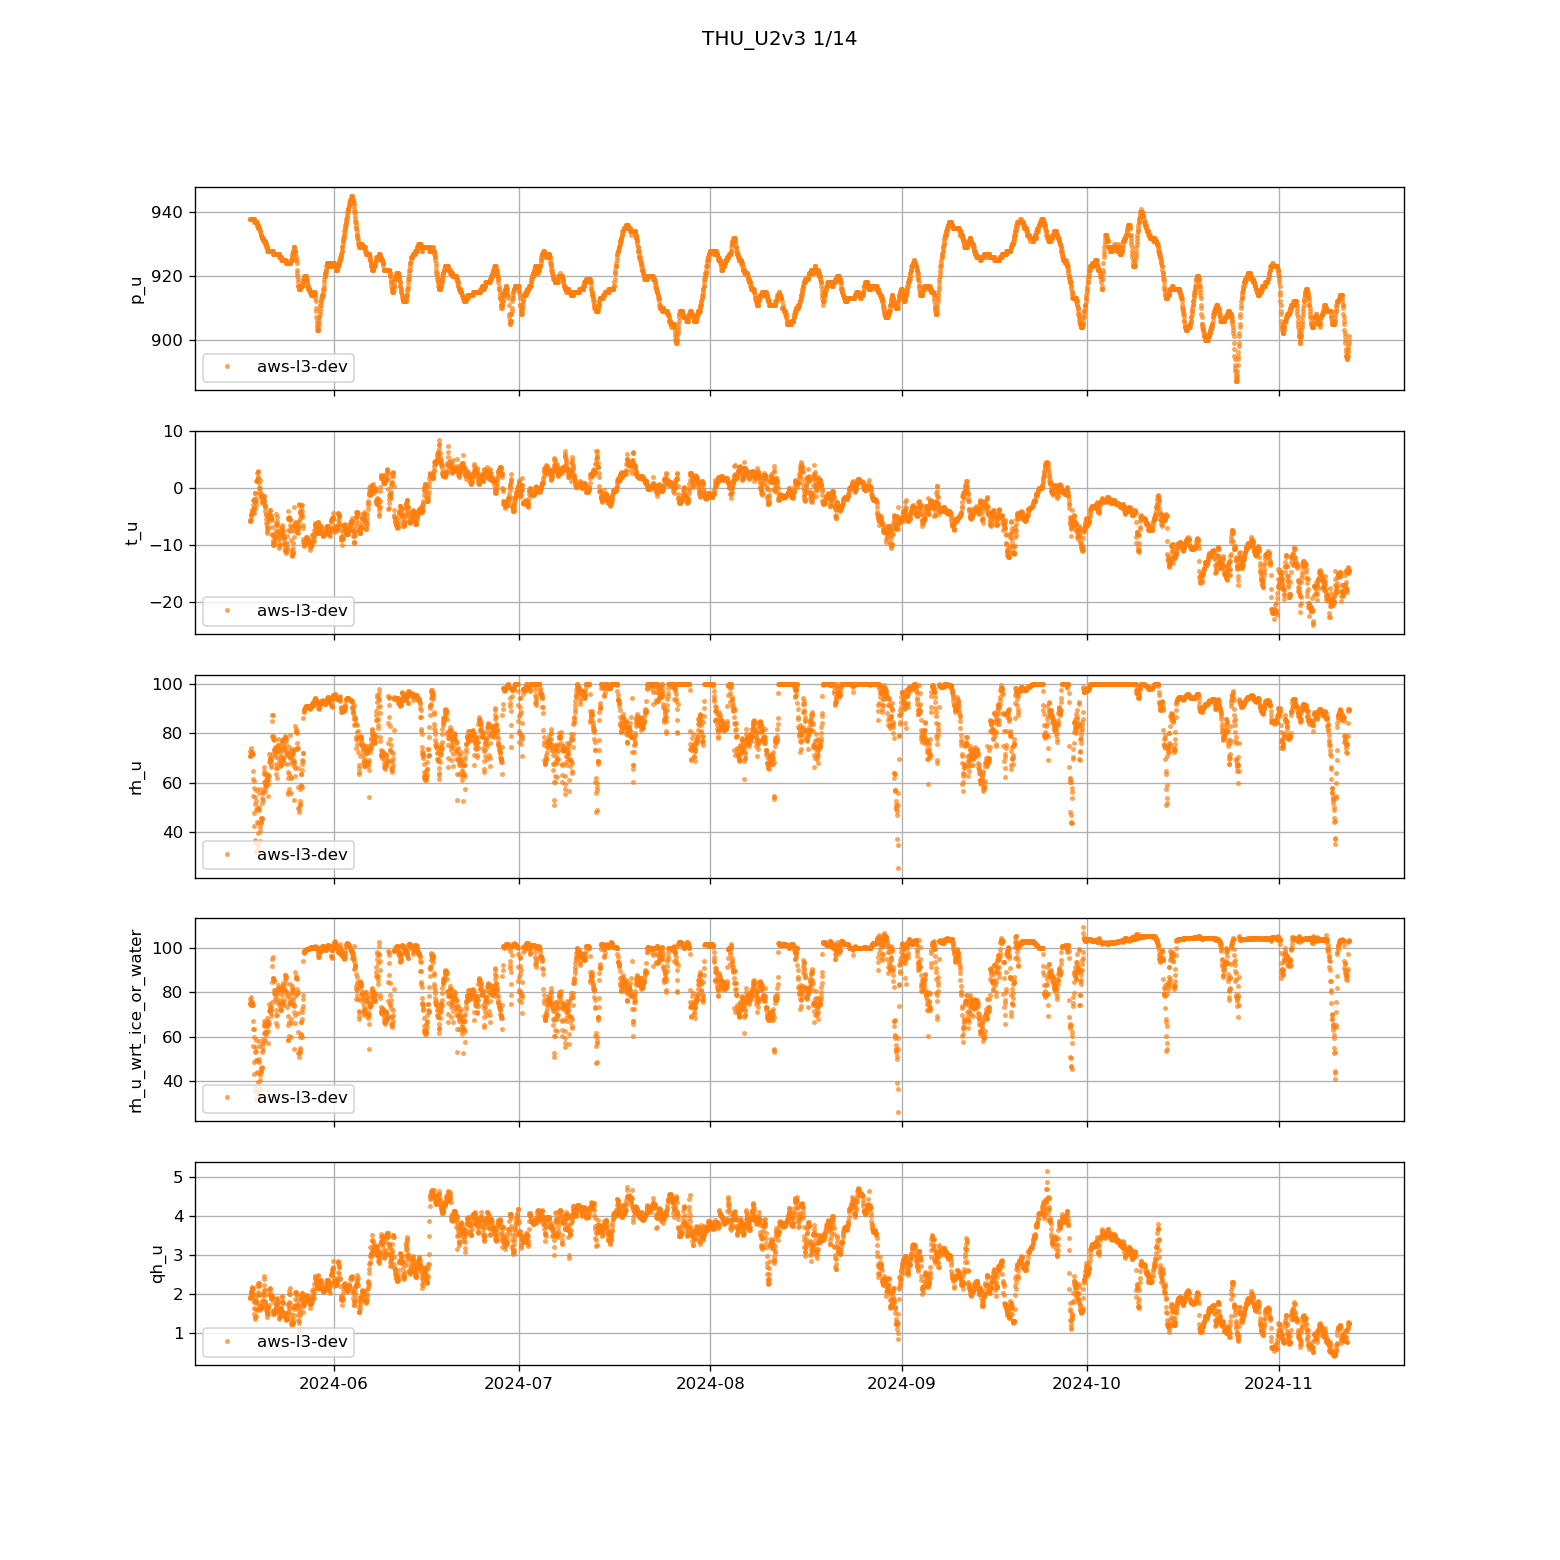 THU_U2v3 1/14
940
920
900
p_u
aws-l3-dev
10
0
−10
−20
t_u
aws-l3-dev
100
80
60
40
rh_u
aws-l3-dev
100
80
60
40
rh_u_wrt_ice_or_water
aws-l3-dev
5
4
3
2
1
qh_u
aws-l3-dev
2024-06 2024-07 2024-08 2024-09 2024-10 2024-11